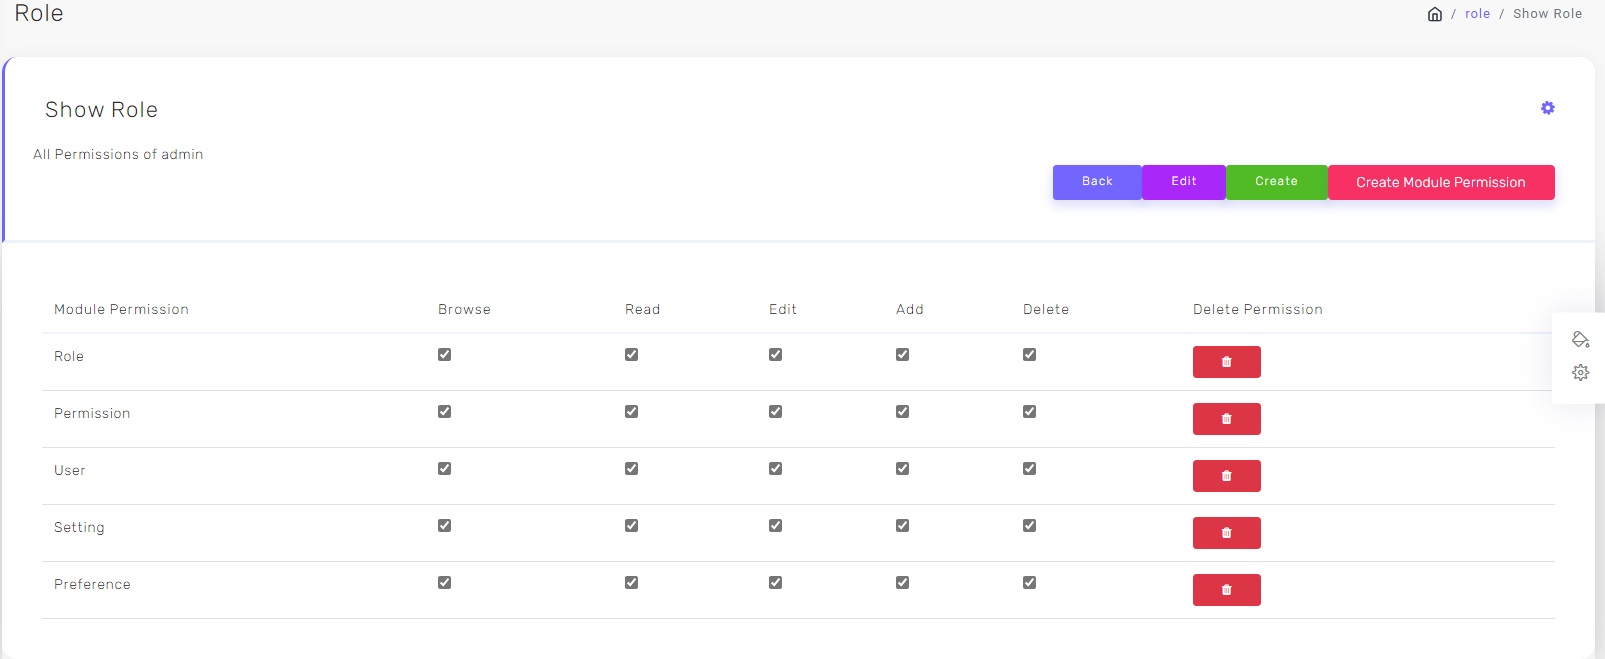 Role
/ role / Show Role
Show Role
All Permissions of admin
Back Edit Create Create Module Permission
Module Permission Browse Read Edit Add Delete Delete Permission
Role
Permission
User
Setting
Preference